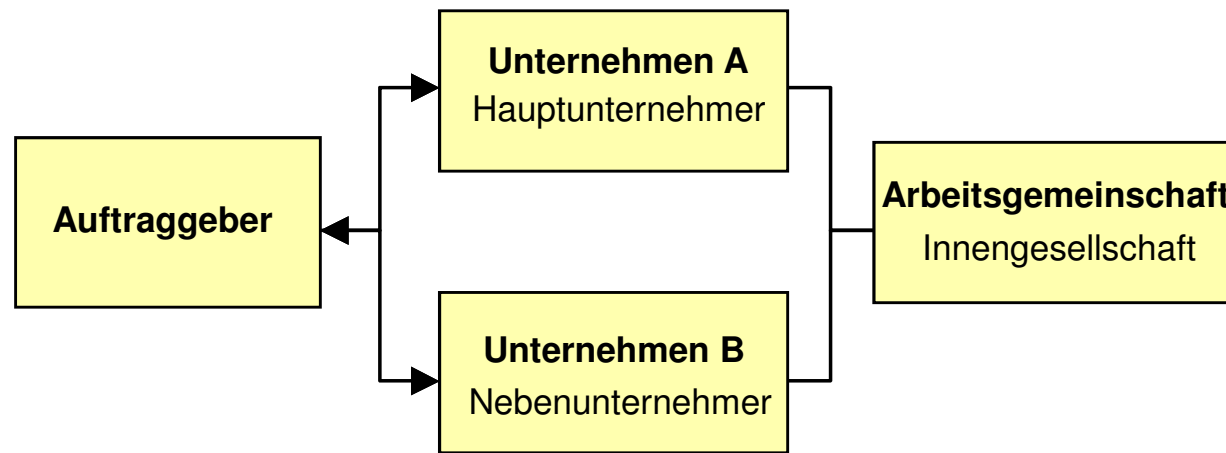 Auftraggeber
Unternehmen A
Hauptunternehmer
Unternehmen B
Nebenunternehmer
Arbeitsgemeinschaft
Innengesellschaft